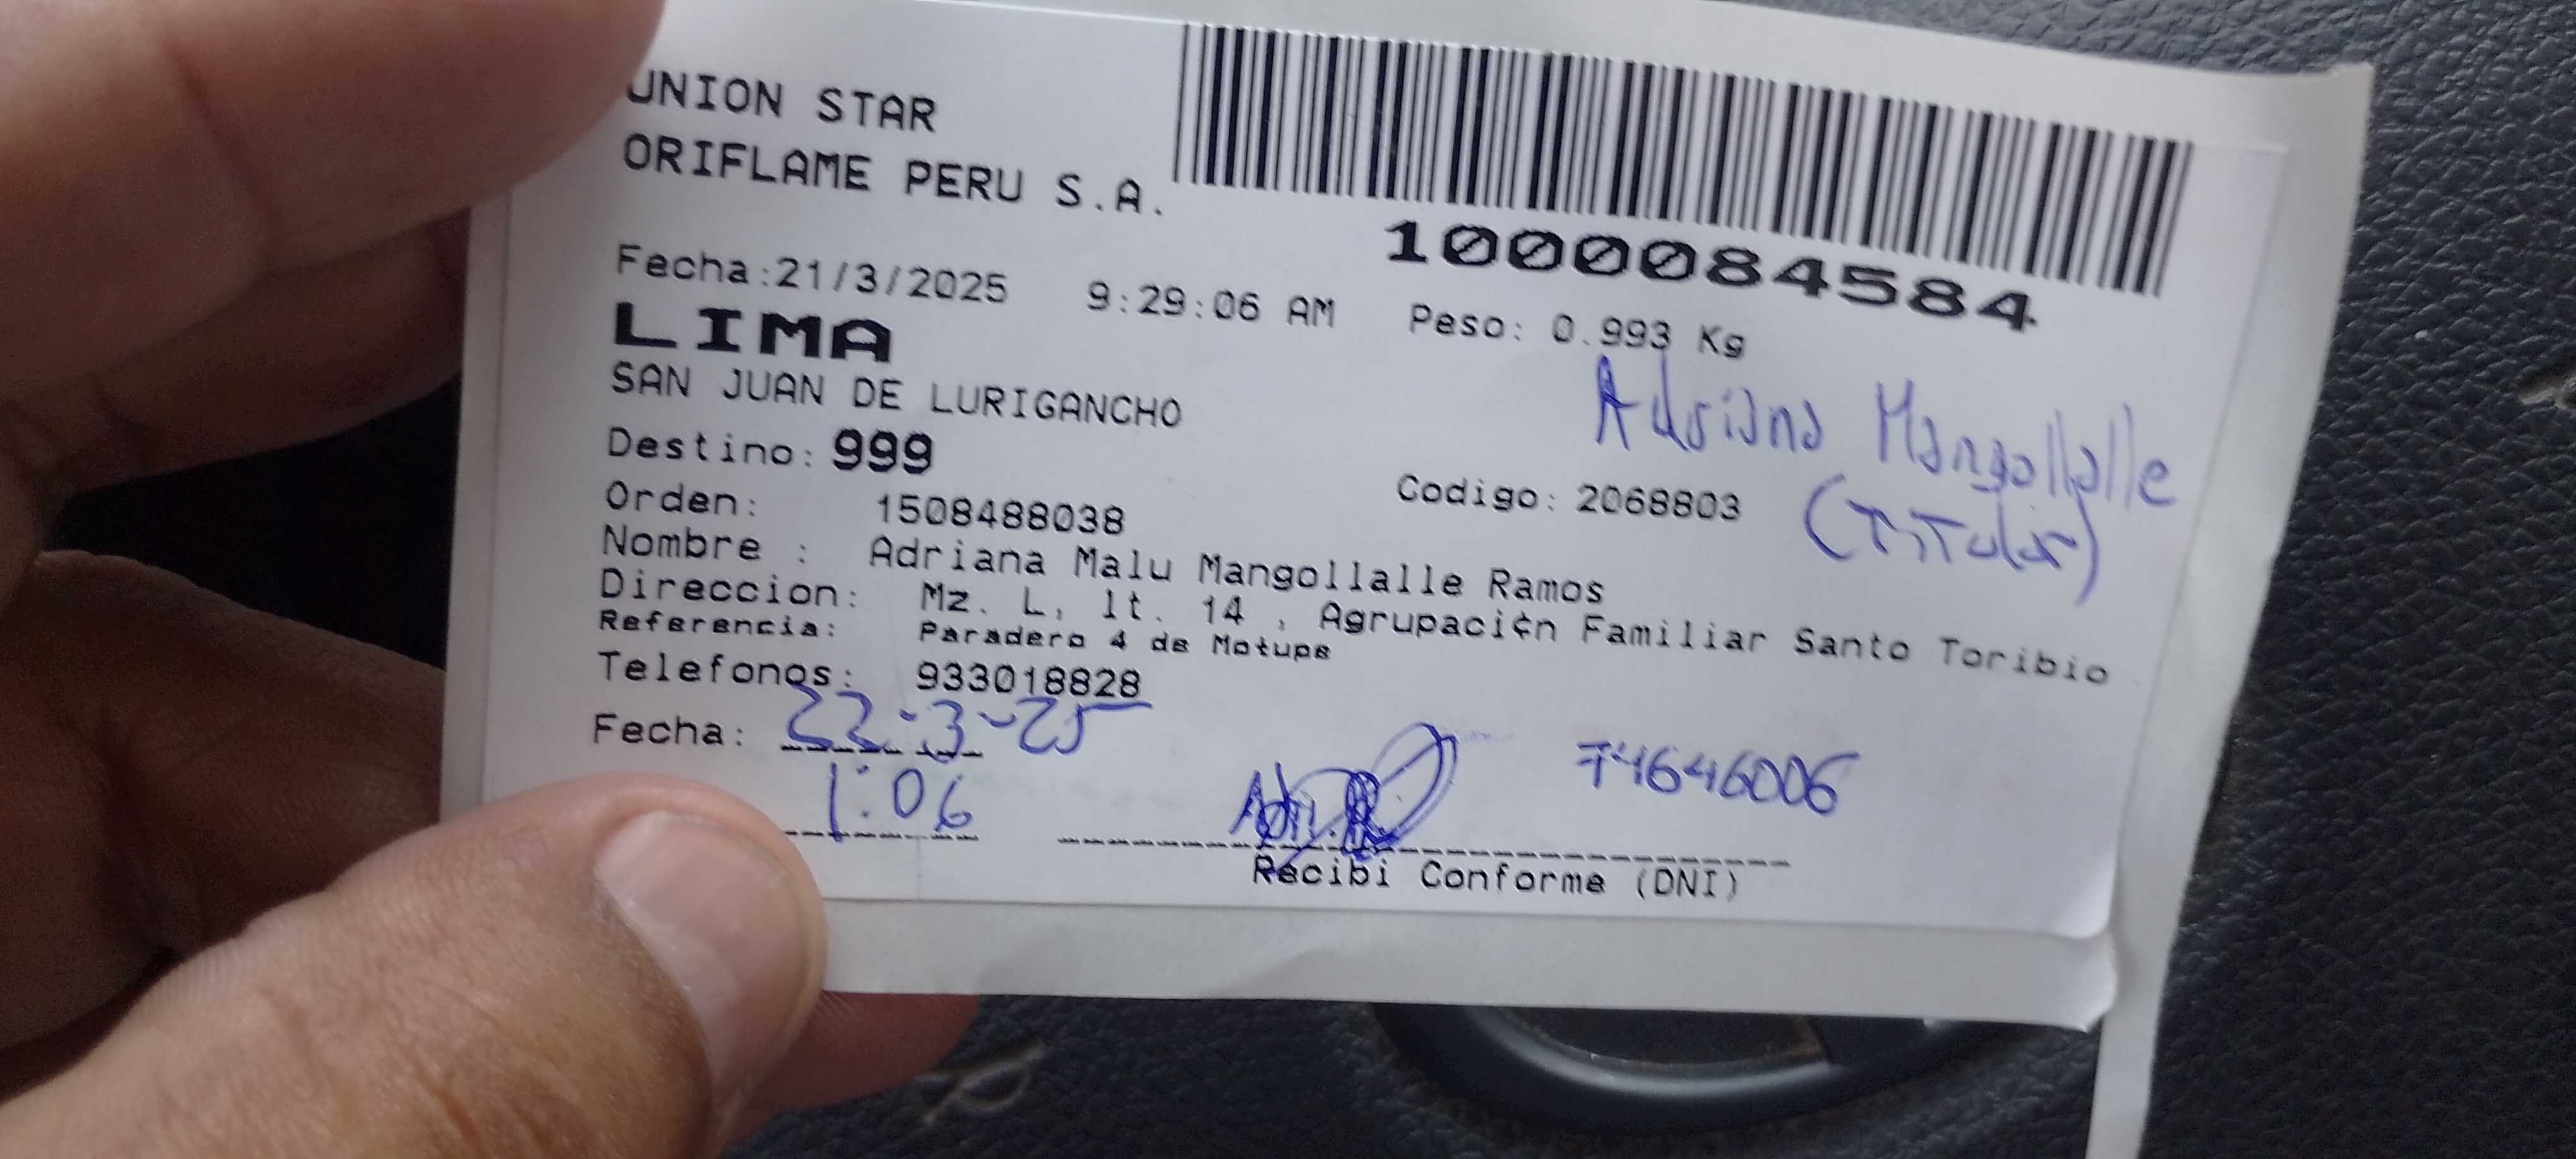 UNION STAR
ORIFLAME PERU S.A.
100008454
Fecha:21/3/2025 9:29:06 AM Peso: 0.993 Kg
LIMA
SAN JUAN DE LURIGANCHO
Adriana Mangollalle
(Titular)
Destino: 999
Orden: 1508488038 Codigo: 2068803
Nombre : Adriana Malu Mangollalle Ramos
Direccion: Mz. L, lt. 14 , Agrupaci¢n Familiar Santo Toribio
Referencia: Paradero 4 de Motupe
Telefonos: 933018828
Fecha: 22-3-25
1:06 74646006
Recibi Conforme (DNI)